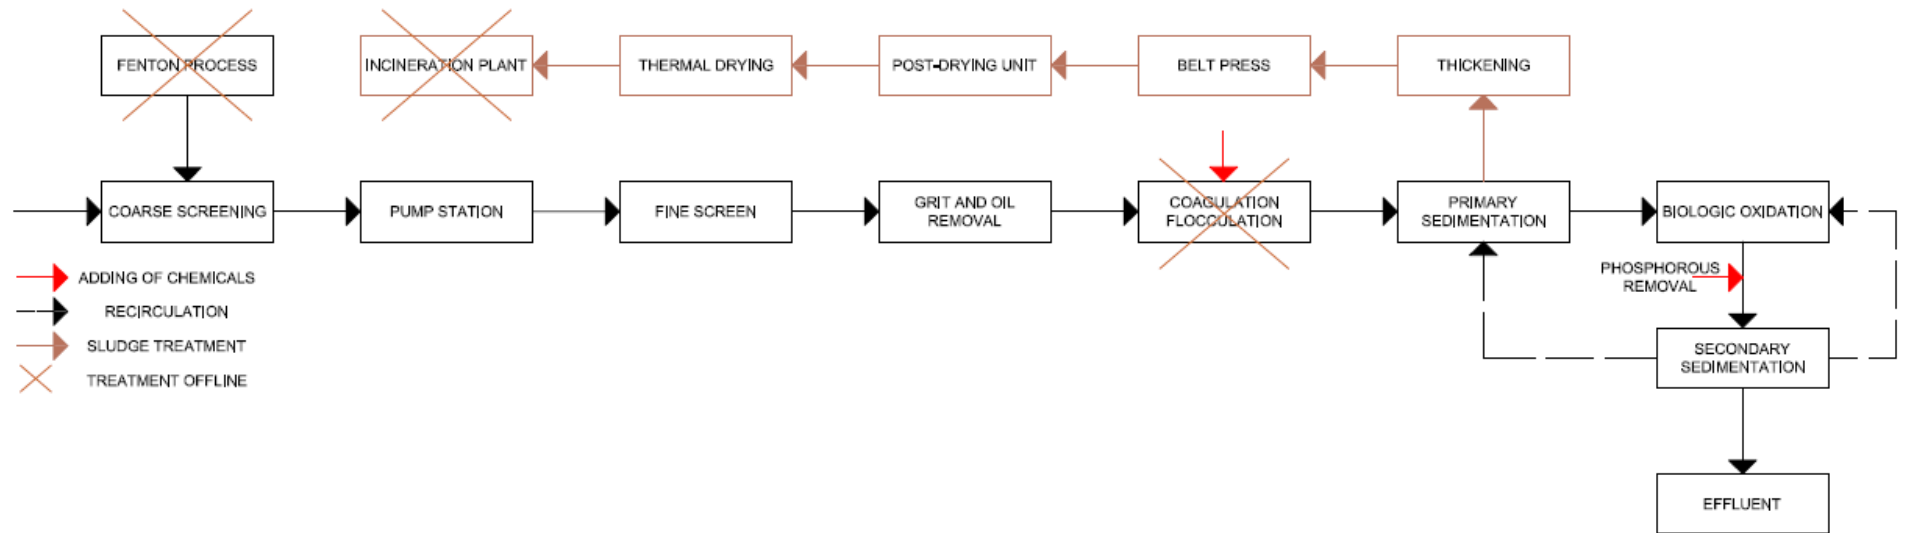 FENTON PROCESS
INCINERATION PLANT
THERMAL DRYING
POST-DRYING UNIT
BELT PRESS
THICKENING
COARSE SCREENING
PUMP STATION
FINE SCREEN
GRIT AND OIL
REMOVAL
COAGULATION
FLOCCULATION
PRIMARY
SEDIMENTATION
BIOLOGIC OXIDATION
ADDING OF CHEMICALS
RECIRCULATION
SLUDGE TREATMENT
TREATMENT OFFLINE
PHOSPHOROUS
REMOVAL
SECONDARY
SEDIMENTATION
EFFLUENT